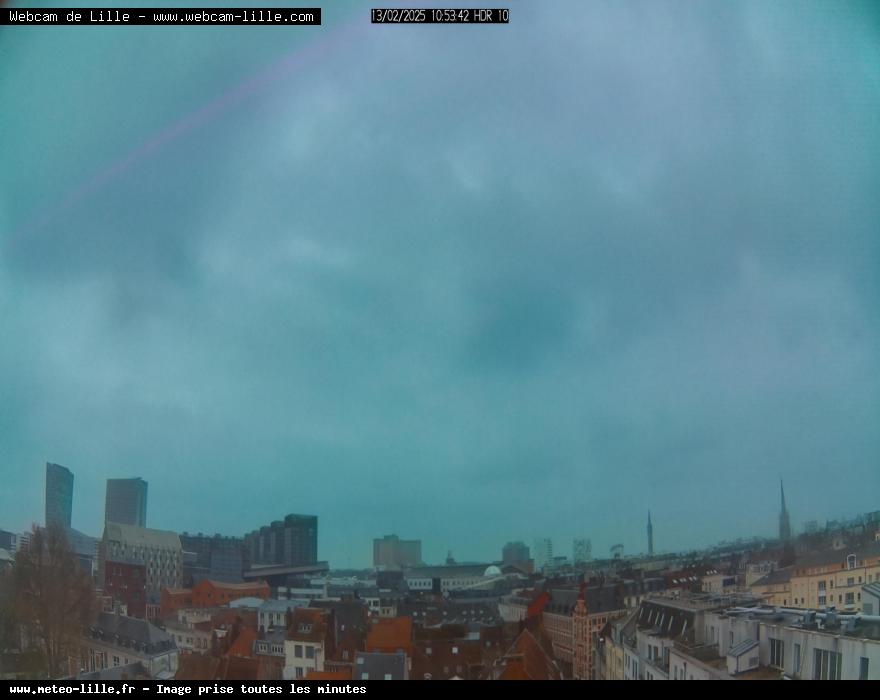 Webcam de Lille - www.webcam-lille.com
13/02/2025 10:53:42 HDR 10
www.meteo-lille.fr - Image prise toutes les minutes